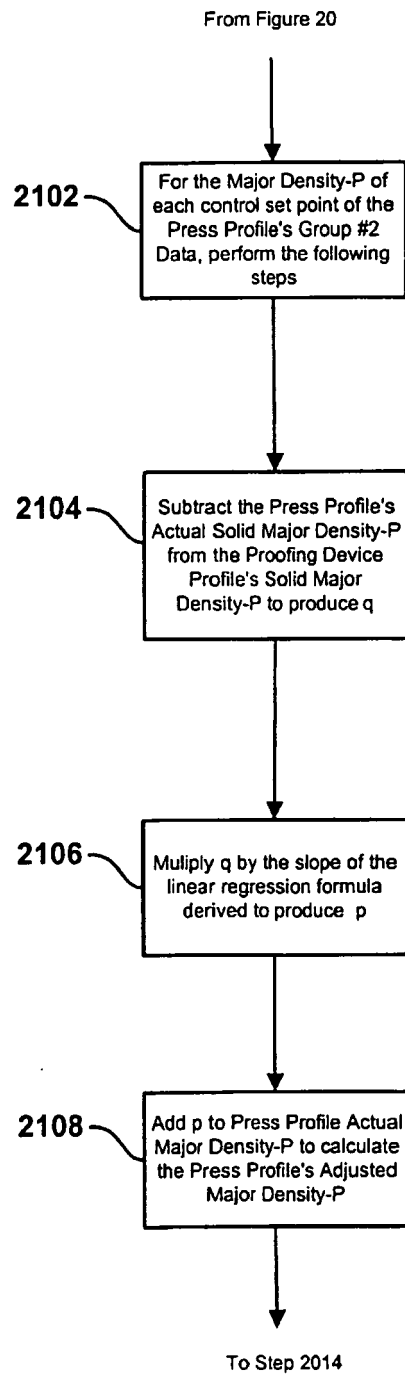 From Figure 20
2102
For the Major Density-P of
each control set point of the
Press Profile's Group #2
Data, perform the following
steps
2104
Subtract the Press Profile's
Actual Solid Major Density-P
from the Proofing Device
Profile's Solid Major
Density-P to produce q
2106
Muliply q by the slope of the
linear regression formula
derived to produce p
2108
Add p to Press Profile Actual
Major Density-P to calculate
the Press Profile's Adjusted
Major Density-P
To Step 2014